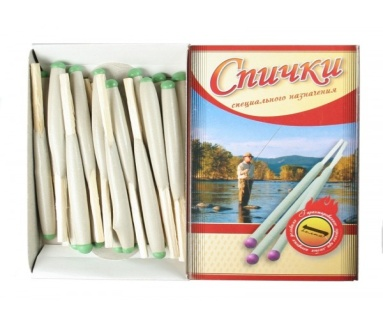 Спички
специального назначения